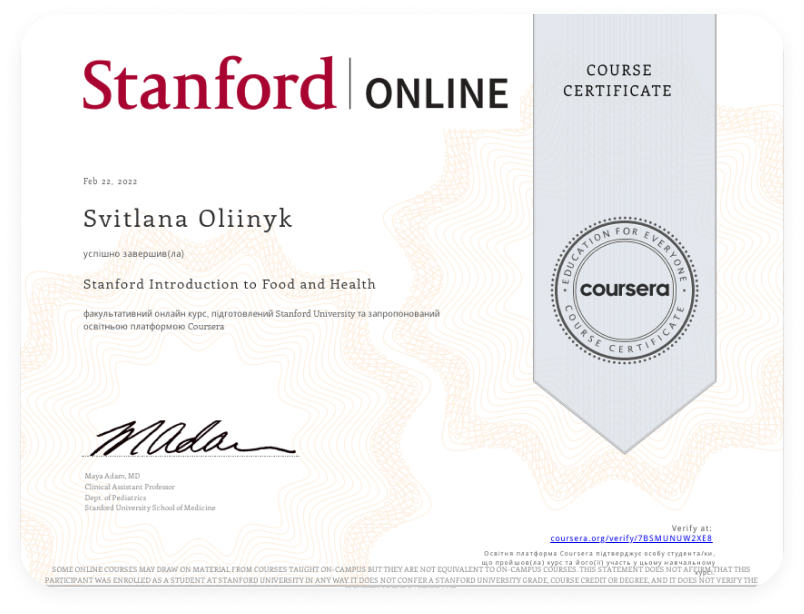 Stanford ONLINE
COURSE
CERTIFICATE
Feb 22, 2022
Svitlana Oliinyk
успішно завершив(ла)
Stanford Introduction to Food and Health
факультативний онлайн курс, підготовлений Stanford University та запропонований
освітньою платформою Coursera
EDUCATION FOR EVERYONE
coursera
COURSE CERTIFICATE
Maya Adam, MD
Clinical Assistant Professor
Dept. of Pediatrics
Stanford University School of Medicine
Verify at:
coursera.org/verify/7BSMUNUW2XE8
Освітня платформа Coursera підтверджує особу студента/ки,
що пройшов(ла) курс та його(її) участь у цьому навчальному
курсі.
SOME ONLINE COURSES MAY DRAW ON MATERIAL FROM COURSES TAUGHT ON-CAMPUS BUT THEY ARE NOT EQUIVALENT TO ON-CAMPUS COURSES. THIS STATEMENT DOES NOT AFFIRM THAT THIS
PARTICIPANT WAS ENROLLED AS A STUDENT AT STANFORD UNIVERSITY IN ANY WAY. IT DOES NOT CONFER A STANFORD UNIVERSITY GRADE, COURSE CREDIT OR DEGREE, AND IT DOES NOT VERIFY THE